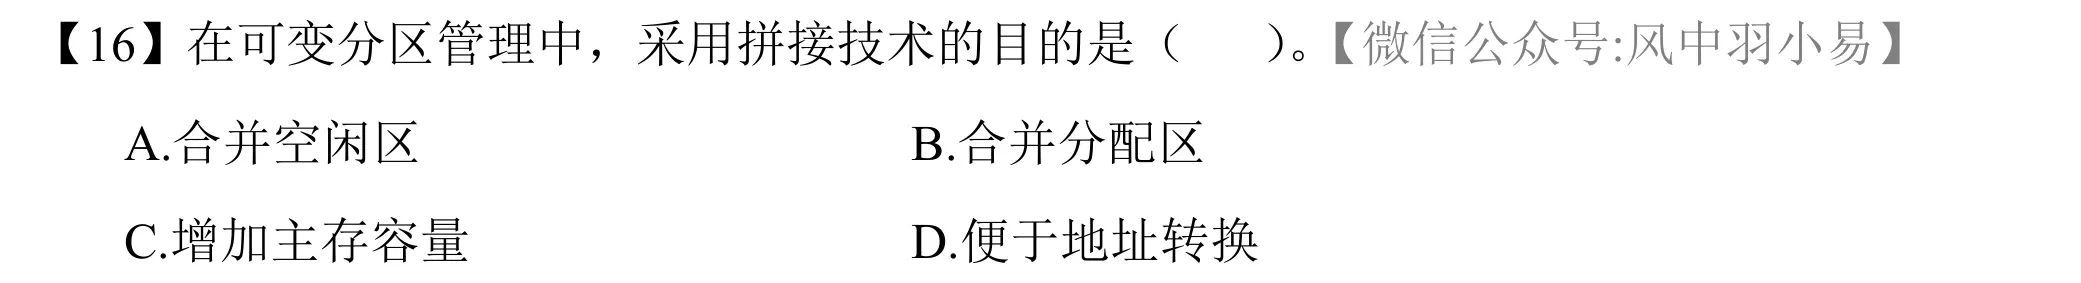 【16】在可变分区管理中，采用拼接技术的目的是（　　）。【微信公众号:风中羽小易】
A.合并空闲区　　B.合并分配区
C.增加主存容量　　D.便于地址转换